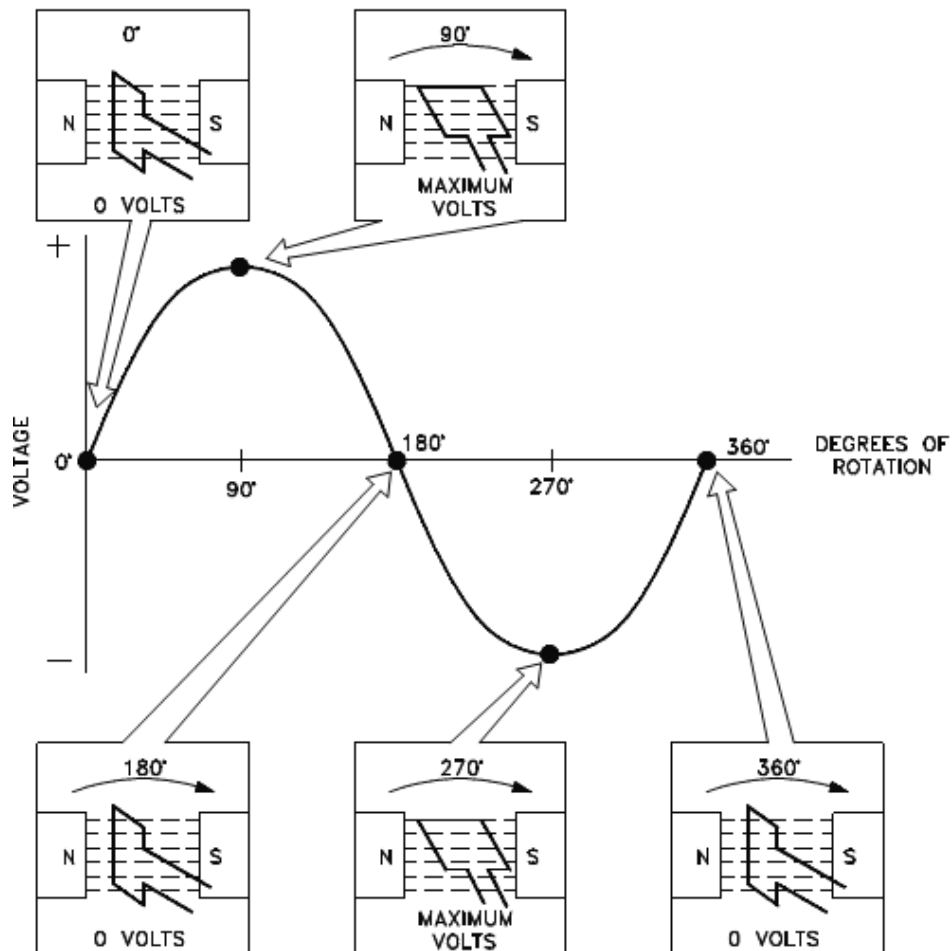 0°
N S
0 VOLTS
90°
N S
MAXIMUM
VOLTS
+
VOLTAGE
0°
90°
180°
270°
360°
DEGREES OF
ROTATION
—
180°
N S
0 VOLTS
270°
N S
MAXIMUM
VOLTS
360°
N S
0 VOLTS